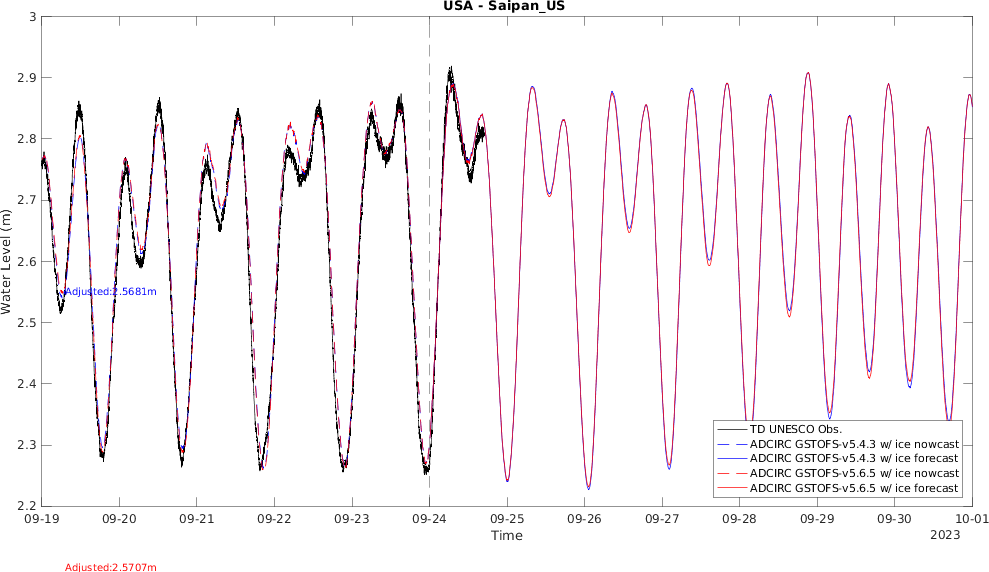 USA - Saipan_US
3
2.9
2.8
2.7
2.6
2.5
2.4
2.3
2.2
Water Level (m)
Adjusted:2.5681m
TD UNESCO Obs.
ADCIRC GSTOFS-v5.4.3 w/ ice nowcast
ADCIRC GSTOFS-v5.4.3 w/ ice forecast
ADCIRC GSTOFS-v5.6.5 w/ ice nowcast
ADCIRC GSTOFS-v5.6.5 w/ ice forecast
09-19 09-20 09-21 09-22 09-23 09-24 09-25 09-26 09-27 09-28 09-29 09-30 10-01
Time
2023
Adjusted:2.5707m